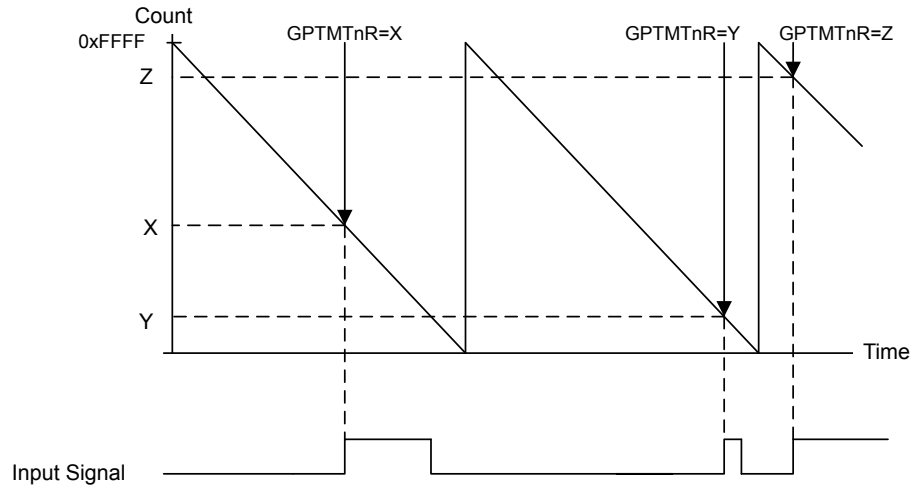 Count
0xFFFF
GPTMTnR=X
GPTMTnR=Y
GPTMTnR=Z
Z
X
Y
Time
Input Signal